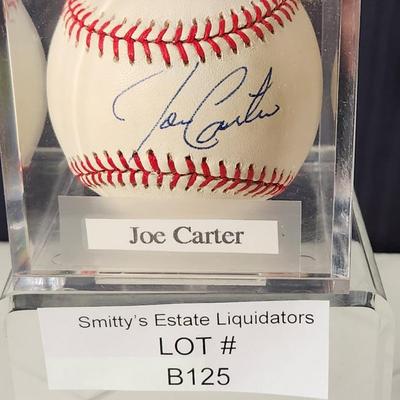 Joe Carter
Joe Carter
Smitty's Estate Liquidators
LOT #
B125